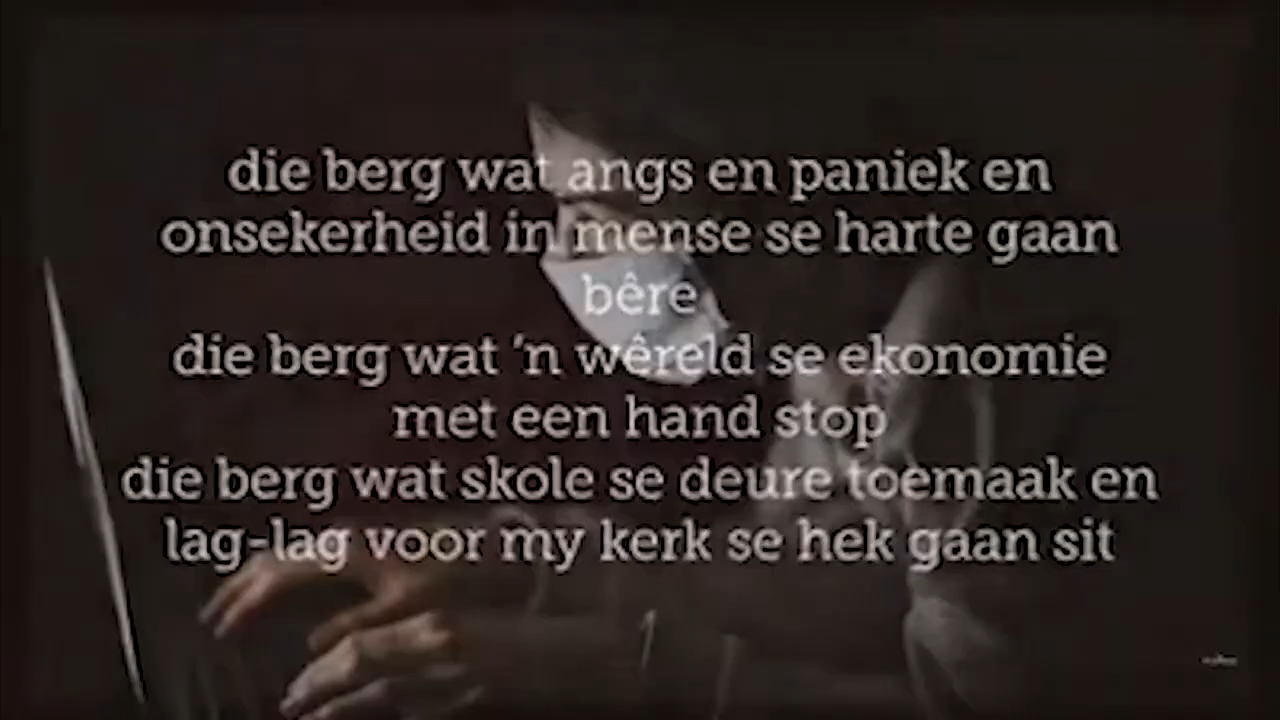 die berg wat angs en paniek en
onsekerheid in mense se harte gaan
bêre
die berg wat 'n wêreld se ekonomie
met een hand stop
die berg wat skole se deure toemaak en
lag-lag voor my kerk se hek gaan sit